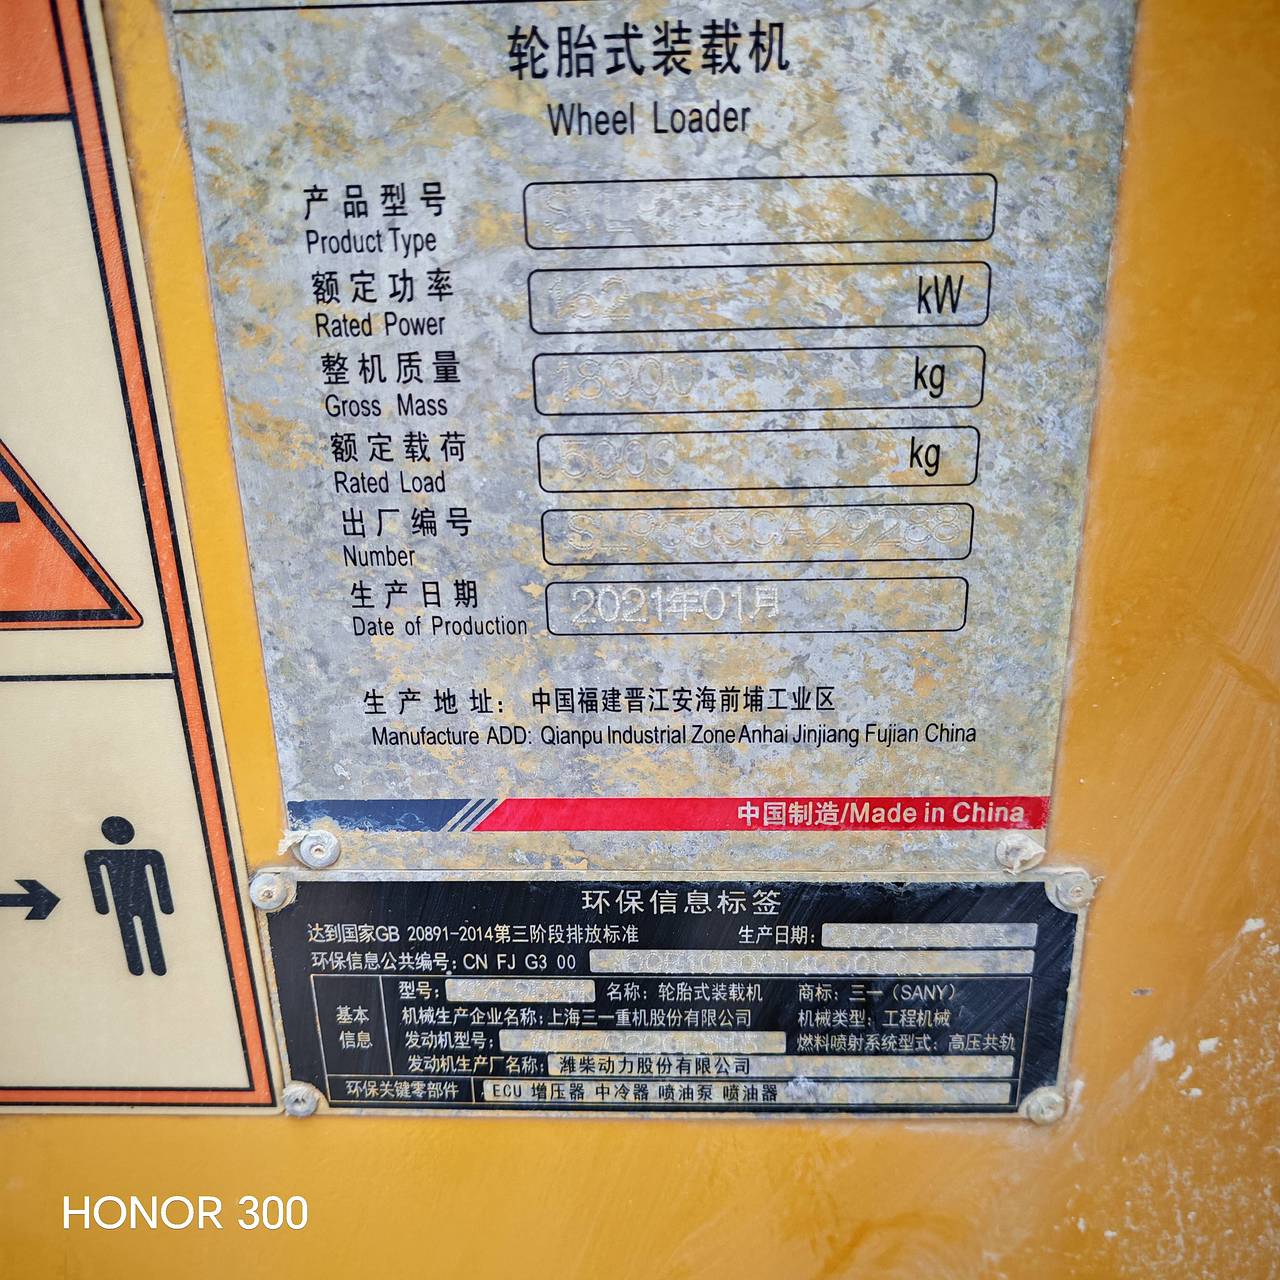 轮胎式装载机
Wheel Loader
产品型号
Product Type
额定功率 162 kW
Rated Power
整机质量 18000 kg
Gross Mass
额定载荷 5000 kg
Rated Load
出厂编号
Number
生产日期 2021年01月
Date of Production
生产地址: 中国福建晋江安海前埔工业区
Manufacture ADD: Qianpu Industrial Zone Anhai Jinjiang Fujian China
中国制造/Made in China
环保信息标签
达到国家GB 20891-2014第三阶段排放标准 生产日期:
环保信息公共编号: CN FJ G3 00
型号: 名称: 轮胎式装载机 商标: 三一 (SANY)
基本信息 机械生产企业名称: 上海三一重机股份有限公司 机械类型: 工程机械
发动机型号: 燃料喷射系统型式: 高压共轨
发动机生产厂名称: 潍柴动力股份有限公司
环保关键零部件 ECU 增压器 中冷器 喷油泵 喷油器
HONOR 300